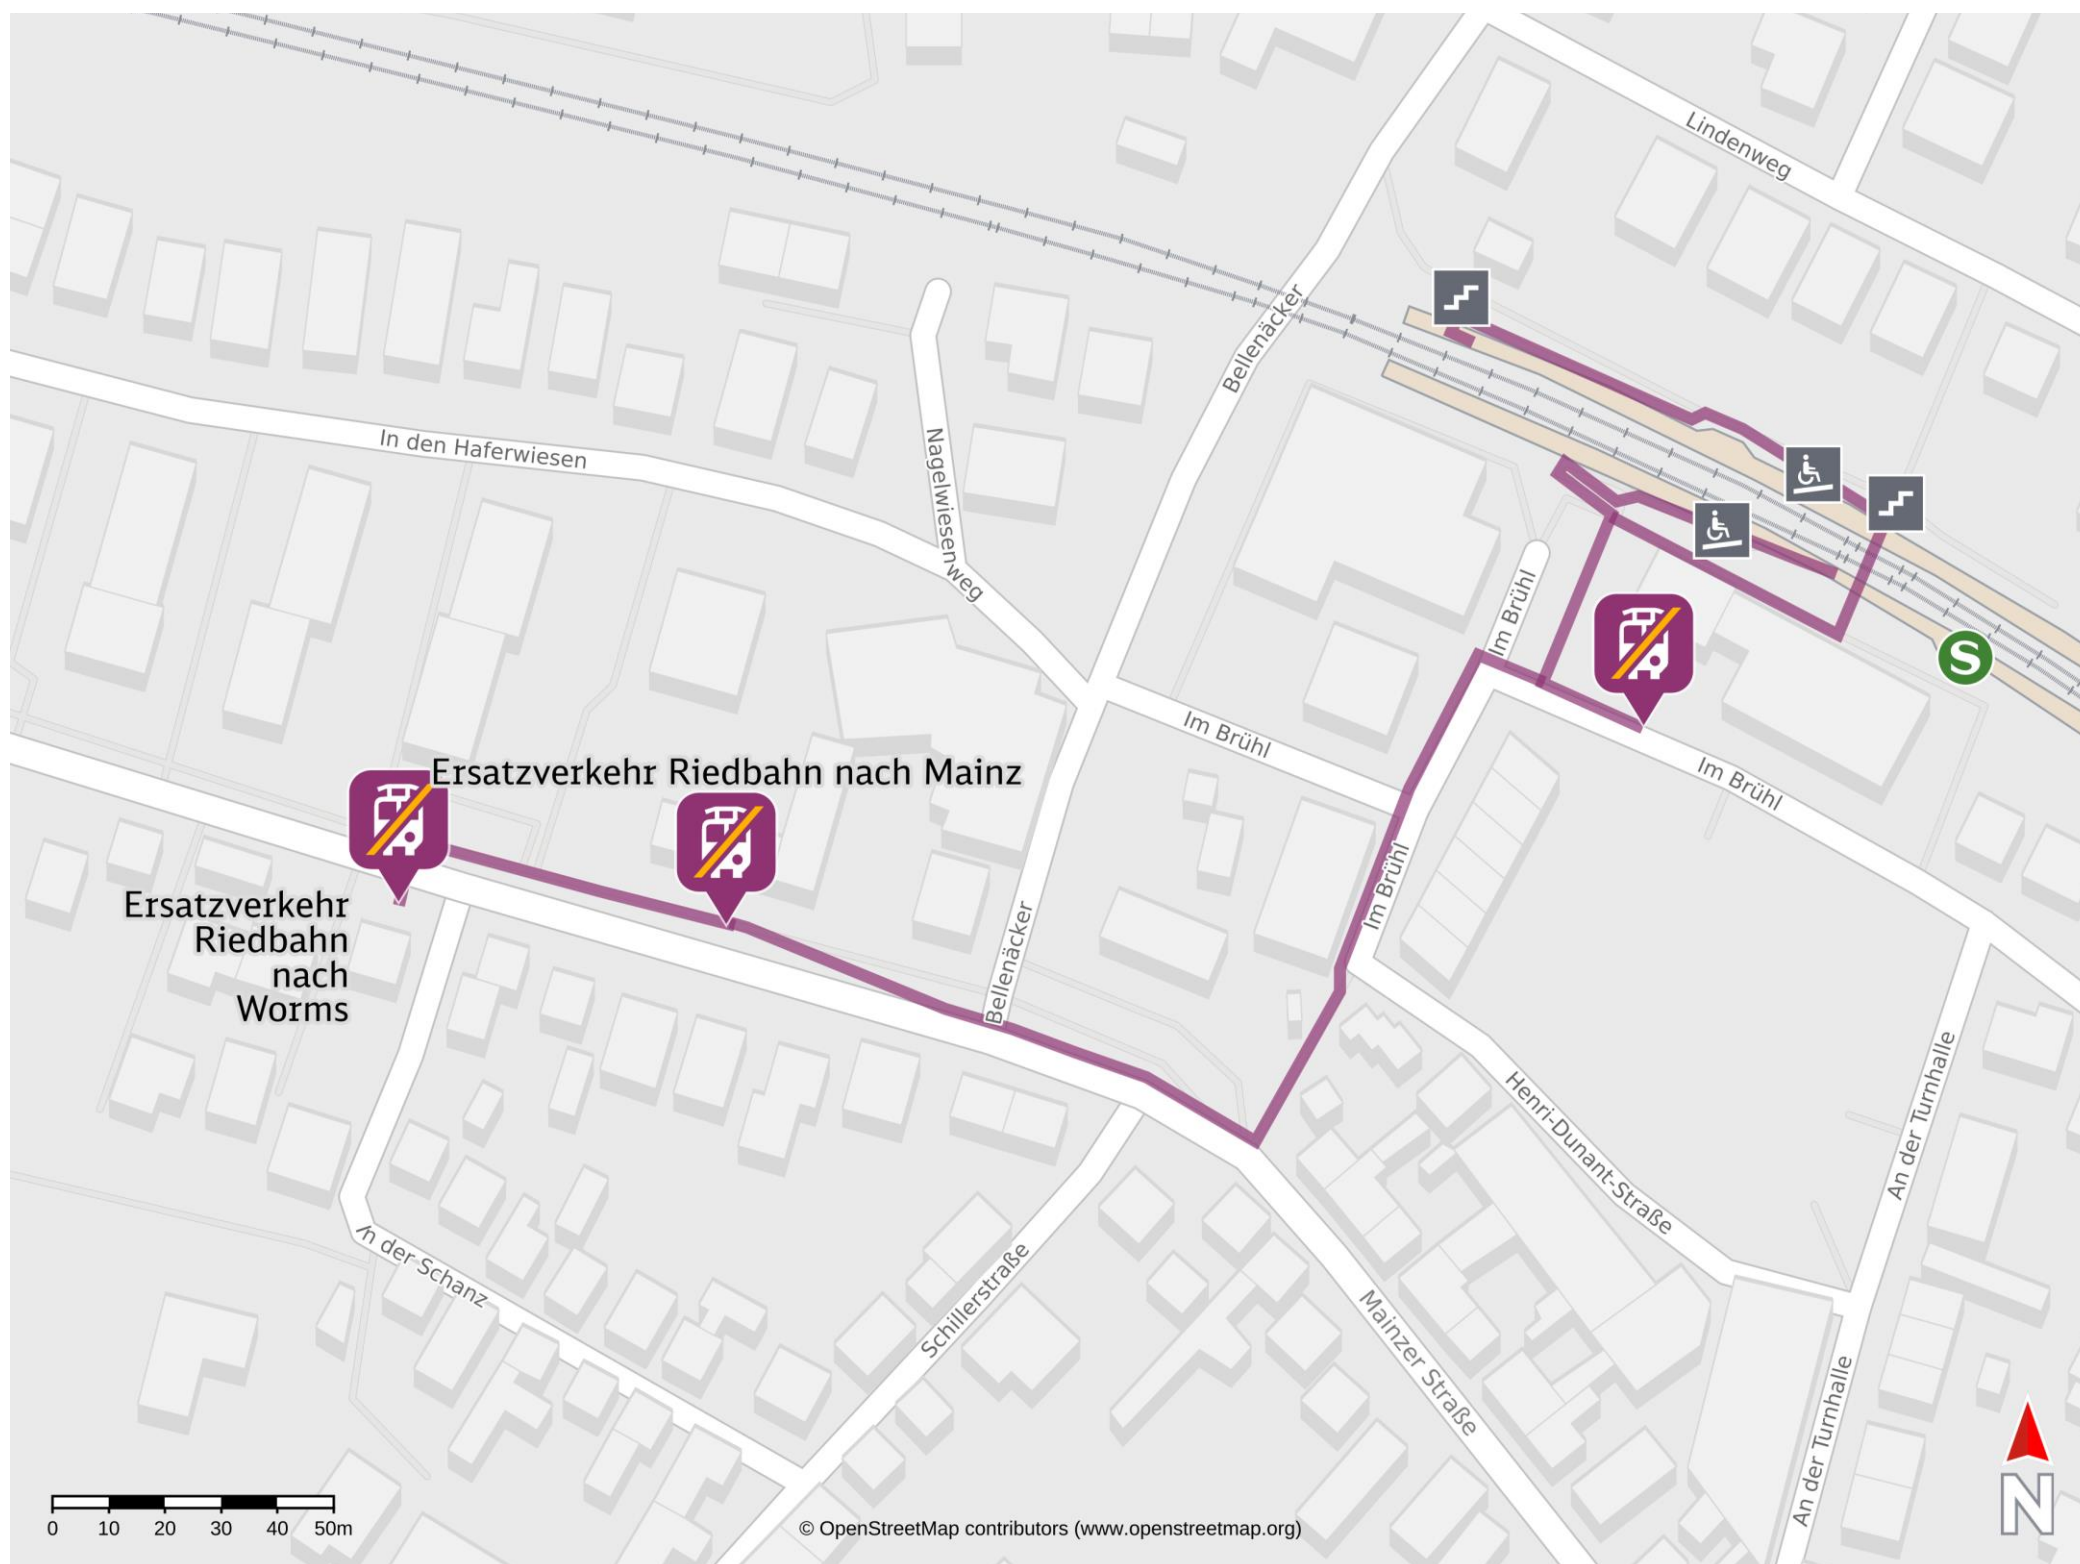 Lindenweg
Bellenäcker
In den Haferwiesen
Nagelwiesenweg
Im Brühl
S
Im Brühl
Im Brühl
Ersatzverkehr Riedbahn nach Mainz
Im Brühl
Ersatzverkehr
Riedbahn
nach
Worms
Bellenäcker
Henri-Dunant-Straße
An der Turnhalle
In der Schanz
Schillerstraße
Mainzer Straße
An der Turnhalle
N
0 10 20 30 40 50m
© OpenStreetMap contributors (www.openstreetmap.org)